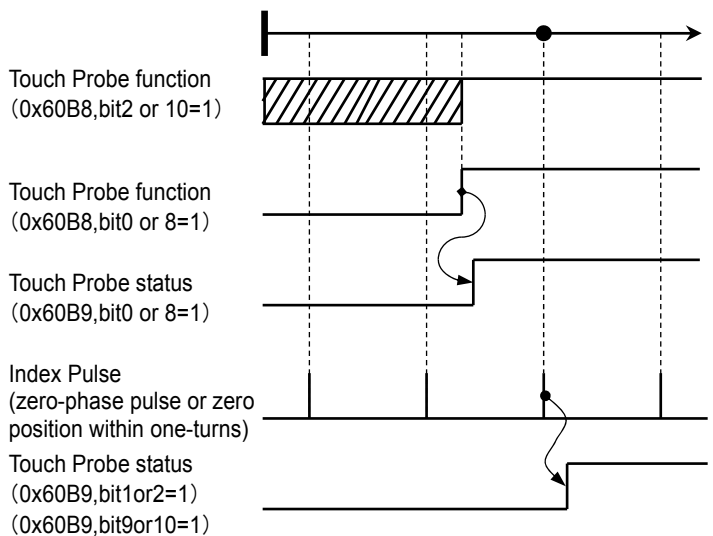 Touch Probe function
（0x60B8,bit2 or 10=1）
Touch Probe function
（0x60B8,bit0 or 8=1）
Touch Probe status
（0x60B9,bit0 or 8=1）
Index Pulse
(zero-phase pulse or zero
position within one-turns)
Touch Probe status
（0x60B9,bit1or2=1）
（0x60B9,bit9or10=1）